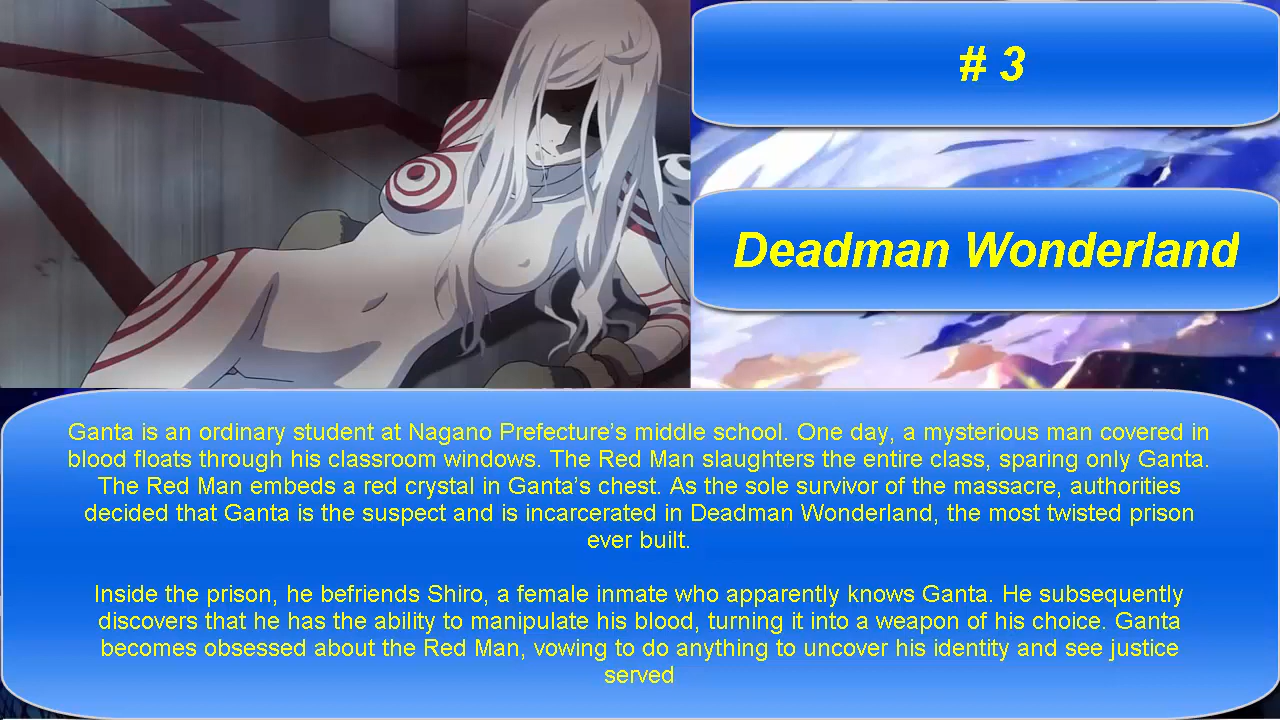 # 3
Deadman Wonderland
Ganta is an ordinary student at Nagano Prefecture’s middle school. One day, a mysterious man covered in
blood floats through his classroom windows. The Red Man slaughters the entire class, sparing only Ganta.
The Red Man embeds a red crystal in Ganta’s chest. As the sole survivor of the massacre, authorities
decided that Ganta is the suspect and is incarcerated in Deadman Wonderland, the most twisted prison
ever built.
Inside the prison, he befriends Shiro, a female inmate who apparently knows Ganta. He subsequently
discovers that he has the ability to manipulate his blood, turning it into a weapon of his choice. Ganta
becomes obsessed about the Red Man, vowing to do anything to uncover his identity and see justice
served